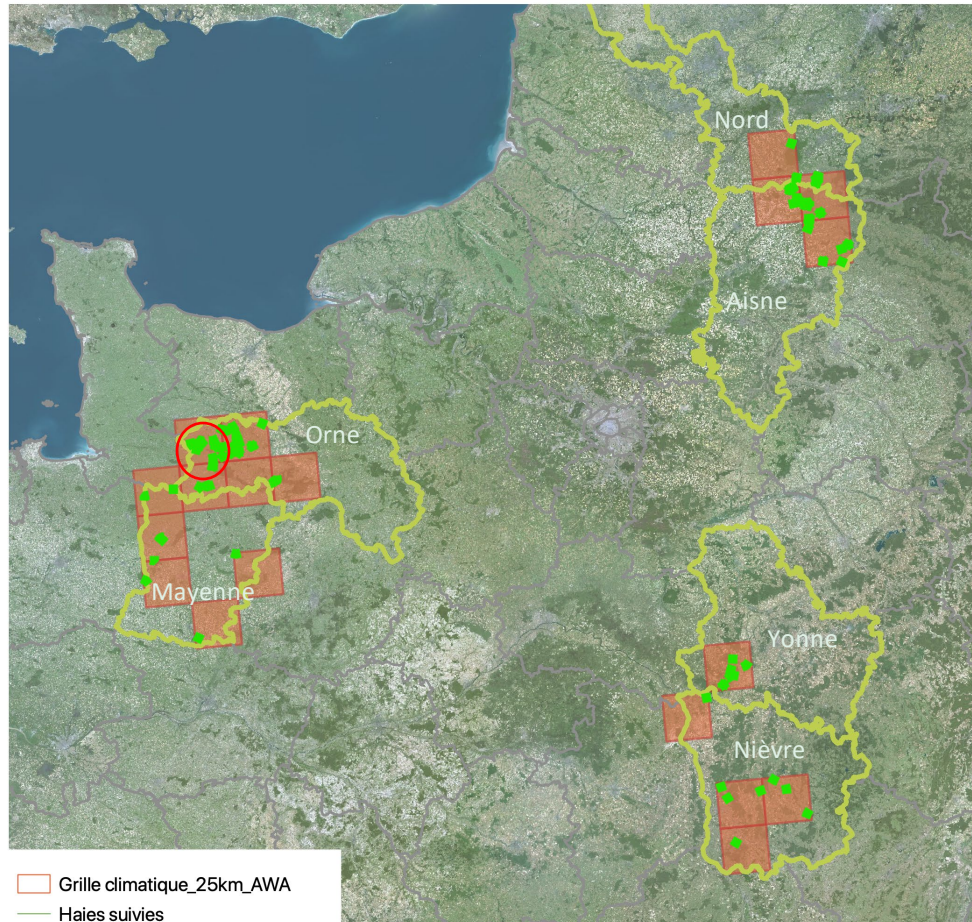 Nord
Aisne
Orne
Mayenne
Yonne
Nièvre
Grille climatique_25km_AWA
Haies suivies